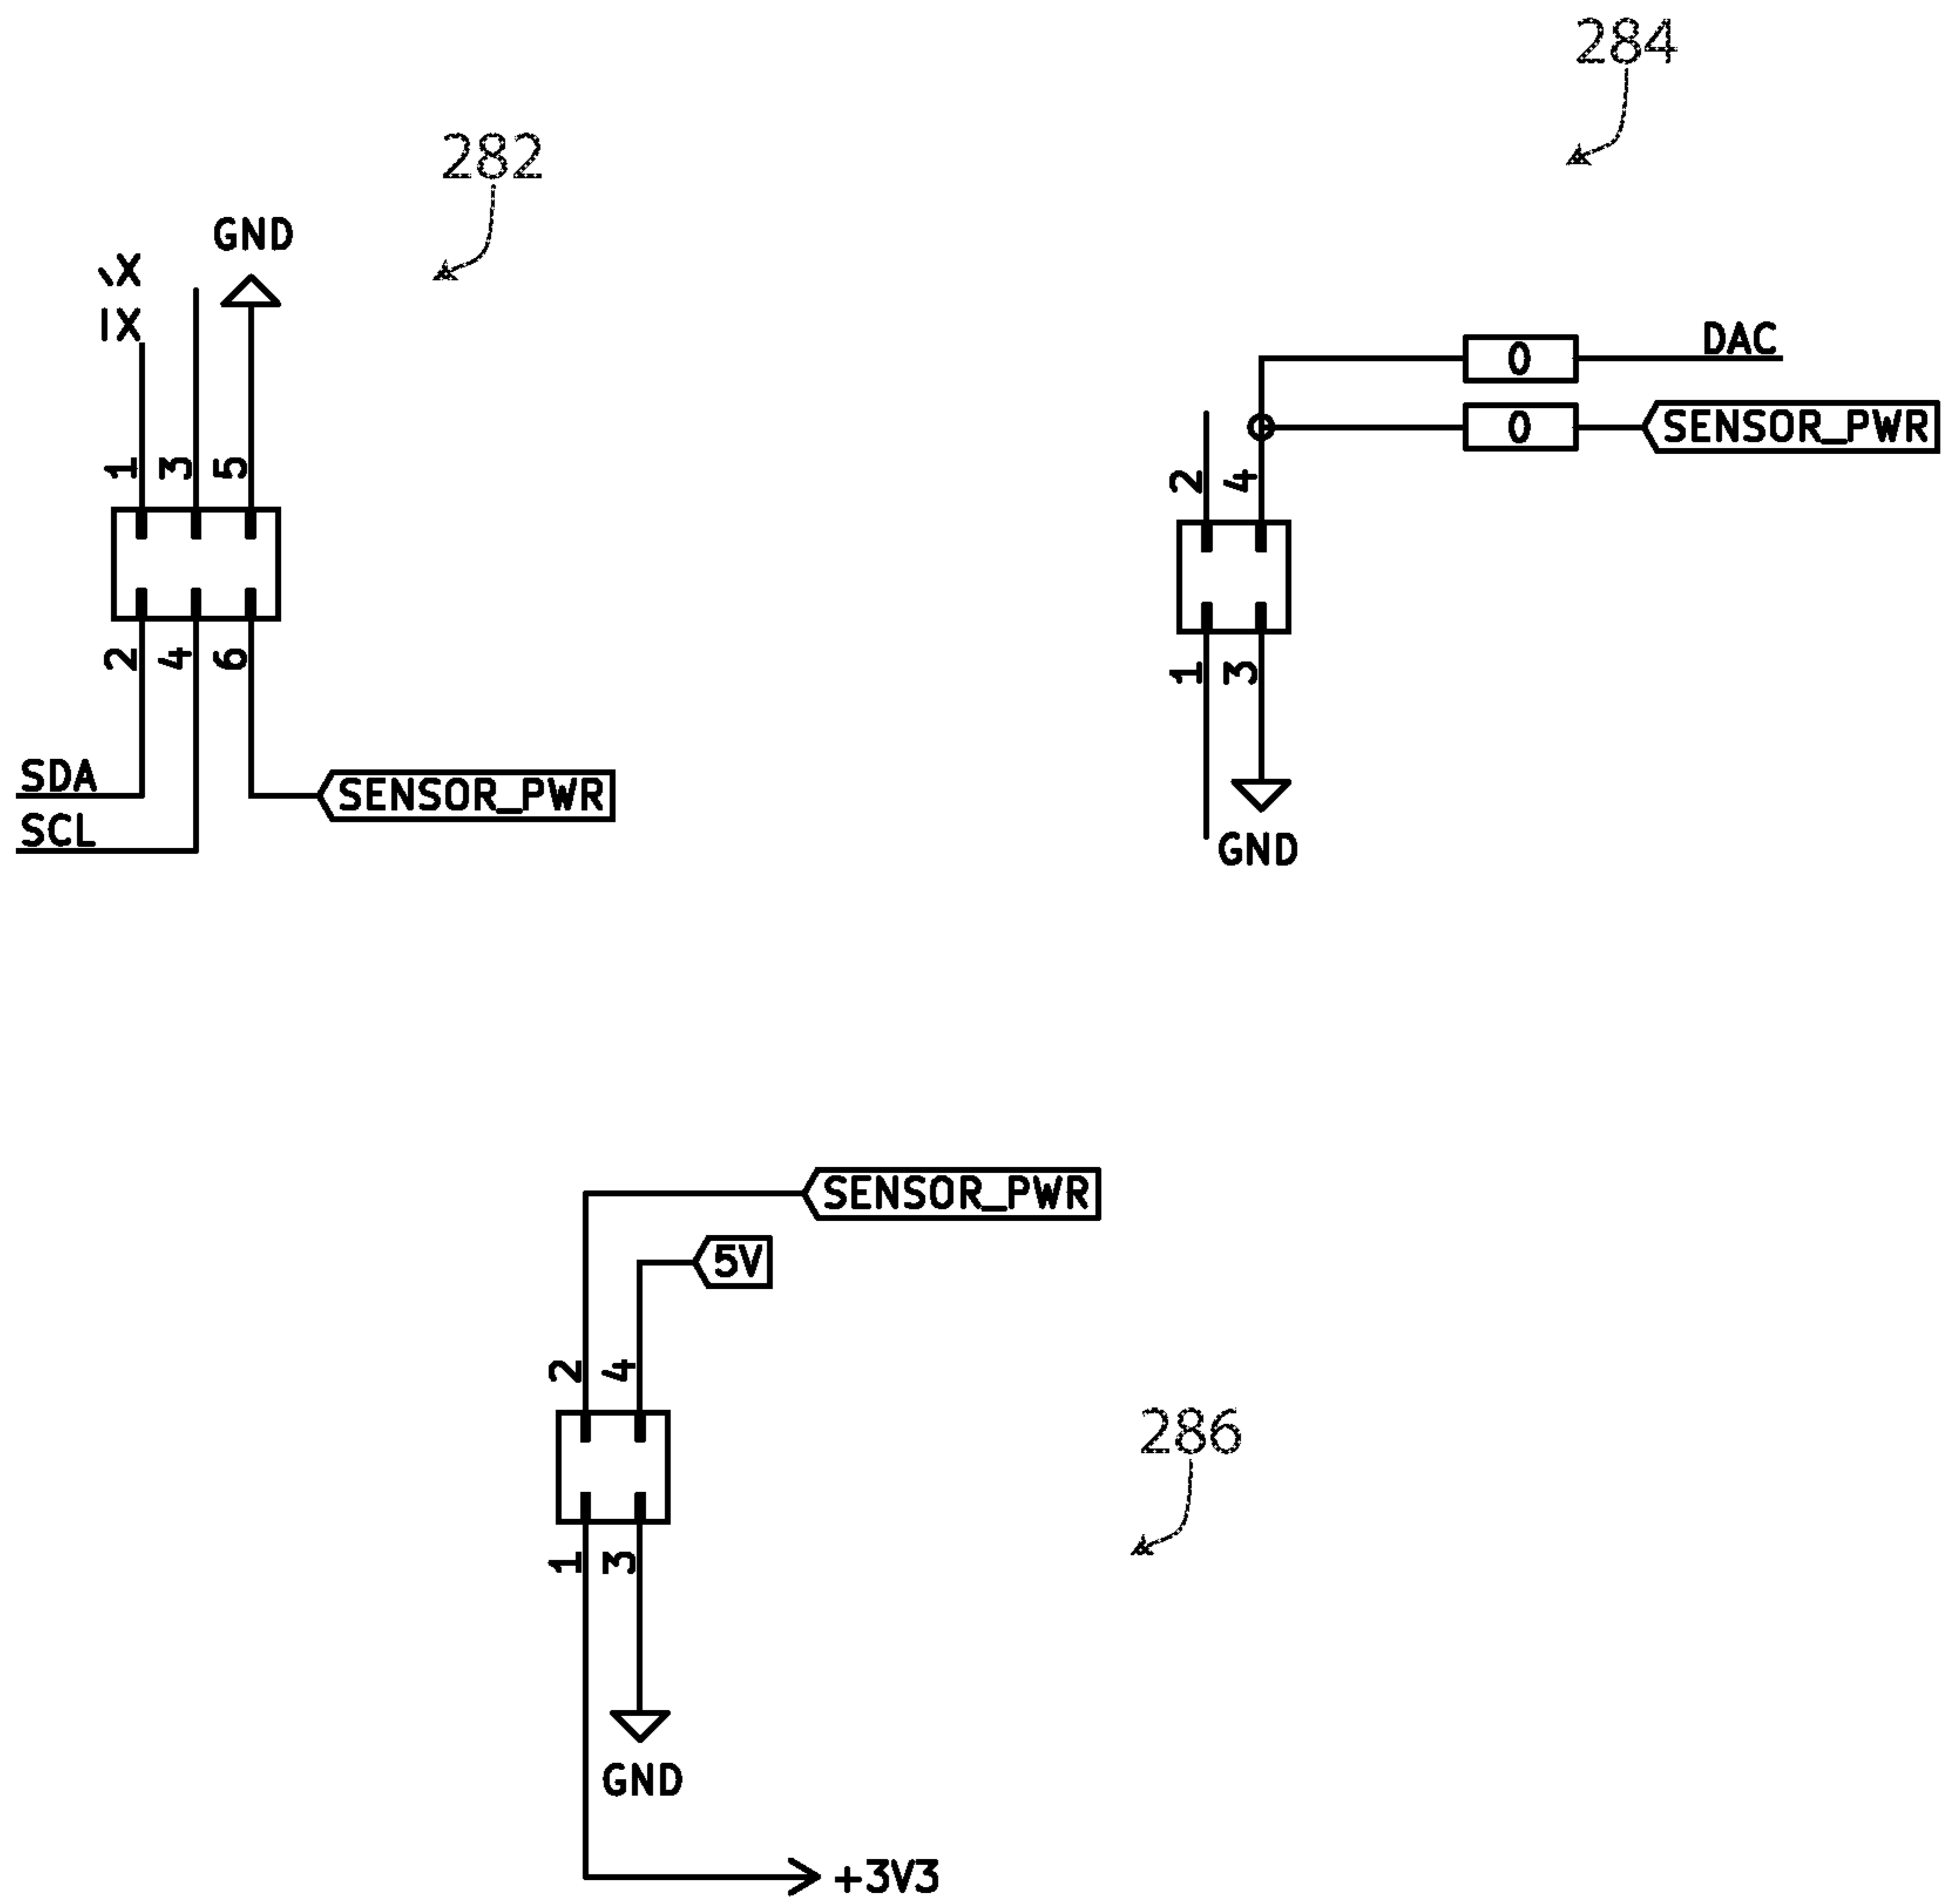 284
282
GND
X
IX
DAC
0
SENSOR_PWR
0
1 3 5
2 4
2 4 6
1 3
SDA
SENSOR_PWR
SCL
GND
SENSOR_PWR
5V
2 4
286
1 3
GND
+3V3